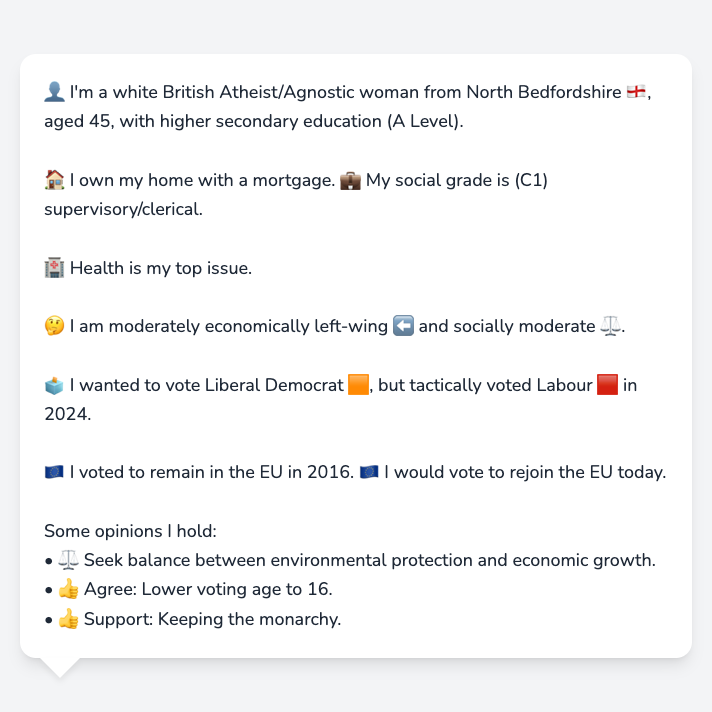 👤 I'm a white British Atheist/Agnostic woman from North Bedfordshire 🏴󠁧󠁢󠁥󠁮󠁧󠁿,
aged 45, with higher secondary education (A Level).
🏠 I own my home with a mortgage. 💼 My social grade is (C1)
supervisory/clerical.
🏥 Health is my top issue.
🤔 I am moderately economically left-wing ⬅️ and socially moderate ⚖️.
🗳️ I wanted to vote Liberal Democrat 🟧, but tactically voted Labour 🟥 in
2024.
🇪🇺 I voted to remain in the EU in 2016. 🇪🇺 I would vote to rejoin the EU today.
Some opinions I hold:
• ⚖️ Seek balance between environmental protection and economic growth.
• 👍 Agree: Lower voting age to 16.
• 👍 Support: Keeping the monarchy.